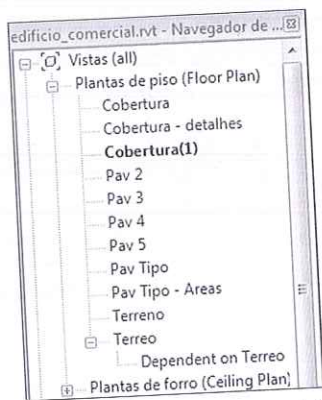 edificio_comercial.rvt - Navegador de ...
Vistas (all)
Plantas de piso (Floor Plan)
Cobertura
Cobertura - detalhes
Cobertura(1)
Pav 2
Pav 3
Pav 4
Pav 5
Pav Tipo
Pav Tipo - Areas
Terreno
Terreo
Dependent on Terreo
Plantas de forro (Ceiling Plan)